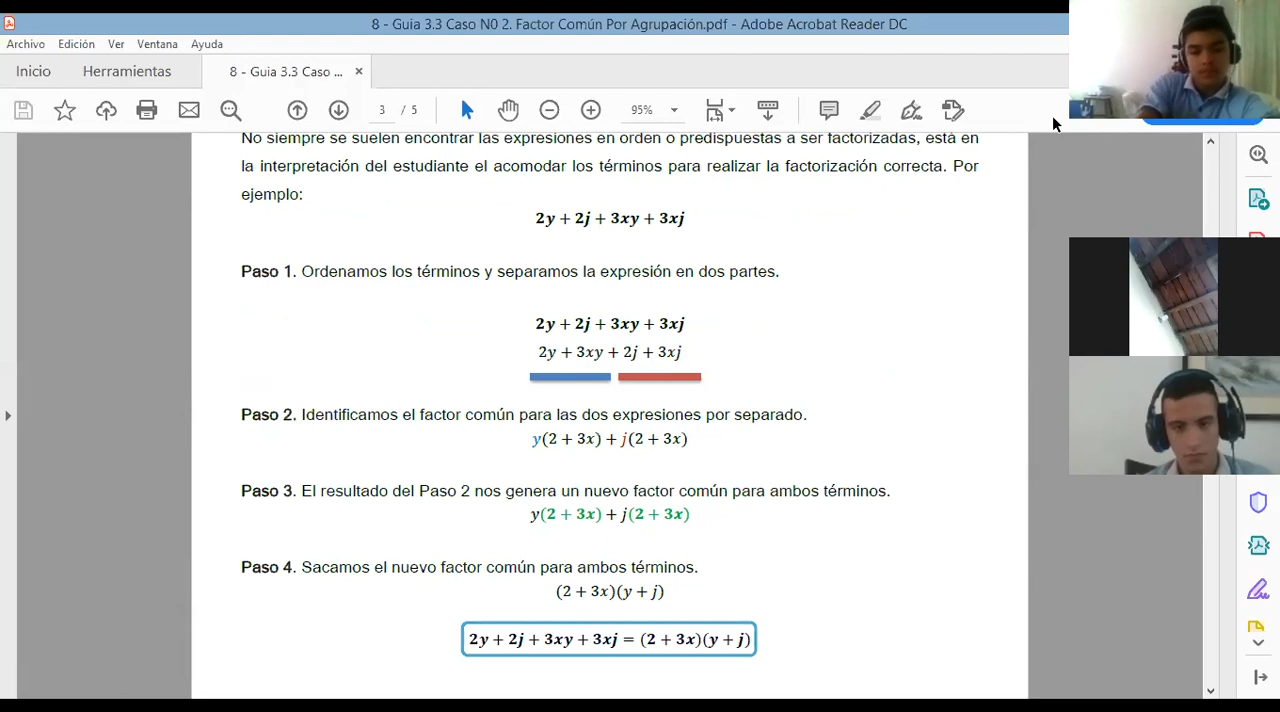 8 - Guia 3.3 Caso N0 2. Factor Común Por Agrupación.pdf - Adobe Acrobat Reader DC
Archivo Edición Ver Ventana Ayuda
Inicio Herramientas 8 - Guia 3.3 Caso ... ×
3 / 5 95%
No siempre se suelen encontrar las expresiones en orden o predispuestas a ser factorizadas, está en
la interpretación del estudiante el acomodar los términos para realizar la factorización correcta. Por
ejemplo:
2y + 2j + 3xy + 3xj
Paso 1. Ordenamos los términos y separamos la expresión en dos partes.
2y + 2j + 3xy + 3xj
2y + 3xy + 2j + 3xj
Paso 2. Identificamos el factor común para las dos expresiones por separado.
y(2 + 3x) + j(2 + 3x)
Paso 3. El resultado del Paso 2 nos genera un nuevo factor común para ambos términos.
y(2 + 3x) + j(2 + 3x)
Paso 4. Sacamos el nuevo factor común para ambos términos.
(2 + 3x)(y + j)
2y + 2j + 3xy + 3xj = (2 + 3x)(y + j)